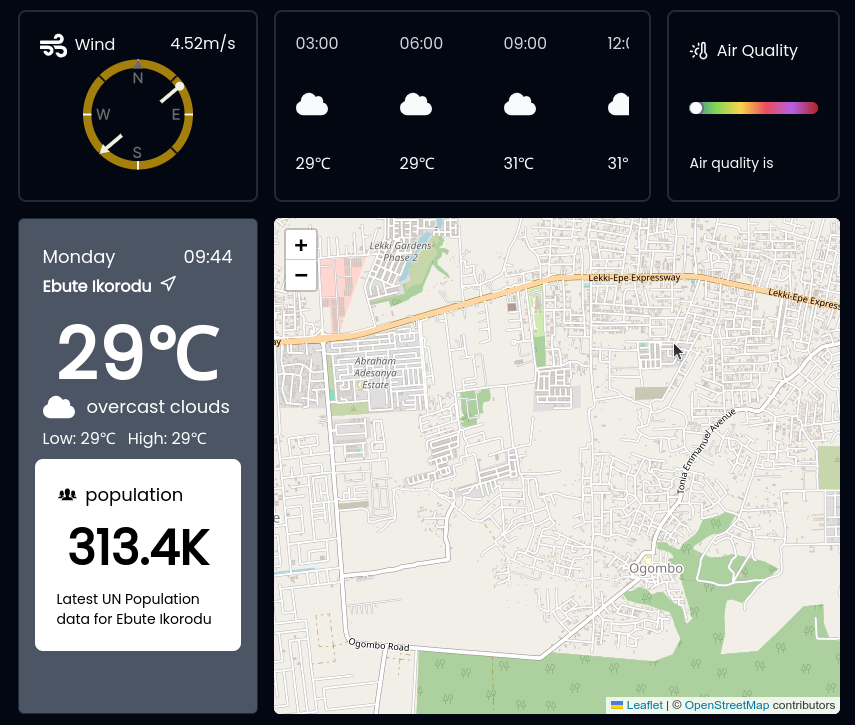 Wind 4.52m/s
N
W E
S
03:00 06:00 09:00 12:0
29°C 29°C 31°C 31°
Air Quality
Air quality is
Monday 09:44
Ebute Ikorodu
29°C
overcast clouds
Low: 29°C High: 29°C
population
313.4K
Latest UN Population
data for Ebute Ikorodu
+
−
Lekki Gardens
Phase 2
Lekki-Epe Expressway
Lekki-Epe Express
ay
Abraham
Adesanya
Estate
Tonia Emmanuel Avenue
e
Ogombo
Ogombo Road
Leaflet | © OpenStreetMap contributors